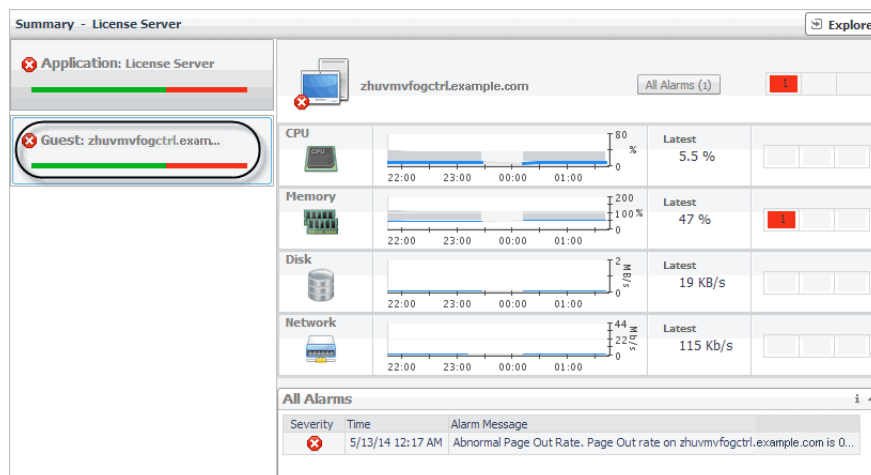 Summary - License Server
Explore
Application: License Server
Guest: zhuvmvfogctrl.exam...
zhuvmvfogctrl.example.com
All Alarms (1)
1
CPU
CPU
80
%
0
22:00 23:00 00:00 01:00
Latest
5.5 %
Memory
200
100 %
0
22:00 23:00 00:00 01:00
Latest
47 %
1
Disk
2
MB/s
0
22:00 23:00 00:00 01:00
Latest
19 KB/s
Network
44
22
Mb/s
0
22:00 23:00 00:00 01:00
Latest
115 Kb/s
All Alarms
i
Severity Time Alarm Message
5/13/14 12:17 AM Abnormal Page Out Rate. Page Out rate on zhuvmvfogctrl.example.com is 0...